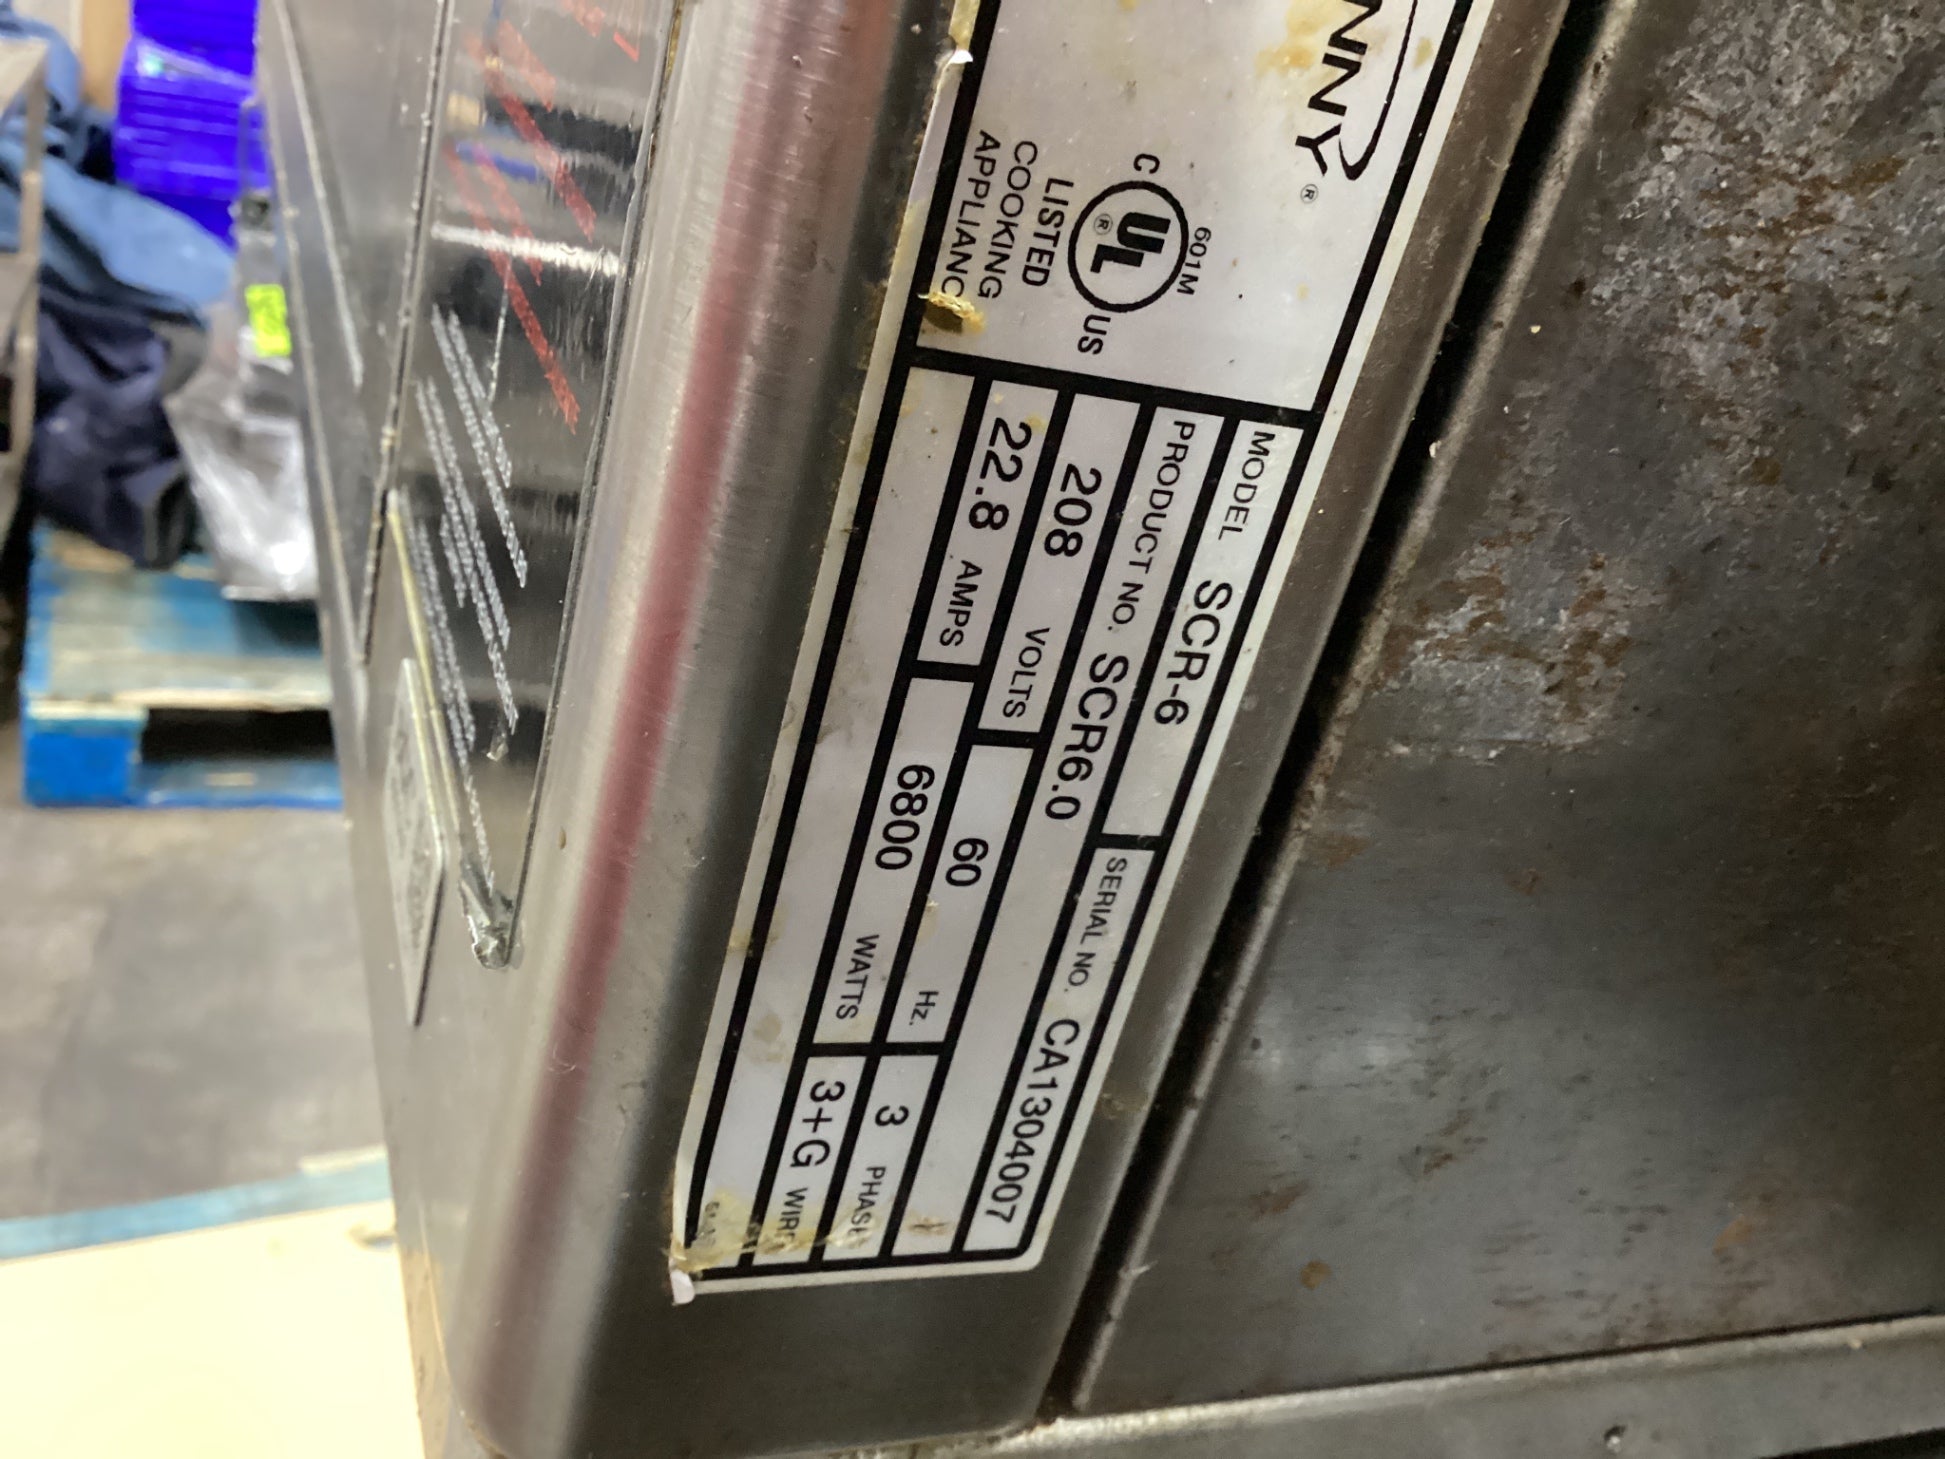 NNY®
601M
C UL® US
LISTED
COOKING
APPLIANC
MODEL SCR-6 SERIAL NO. CA1304007
PRODUCT NO. SCR6.0
208 VOLTS 60 Hz. 3 PHASE
22.8 AMPS 6800 WATTS 3+G WIRE